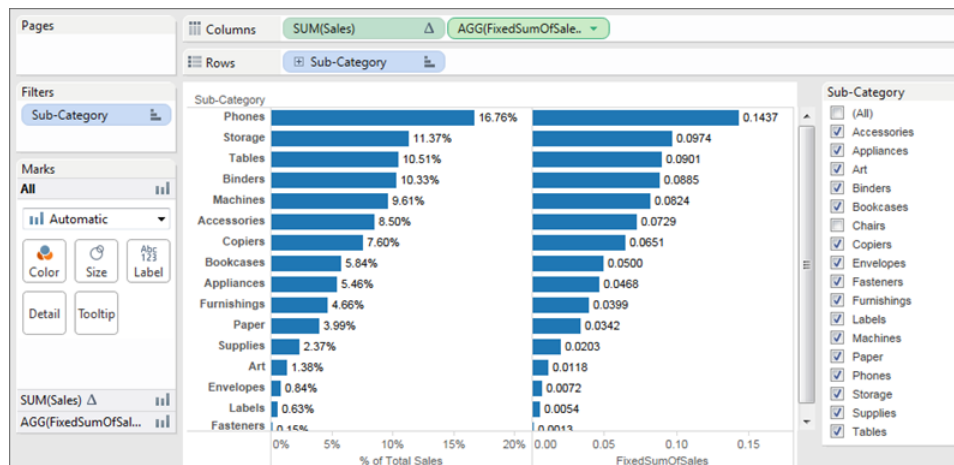 Pages
Columns
SUM(Sales) Δ
AGG(FixedSumOfSale..
Rows
Sub-Category
Filters
Sub-Category
Marks
All
Automatic
Color
Size
Abc
123
Label
Detail
Tooltip
SUM(Sales) Δ
AGG(FixedSumOfSal...
Sub-Category
Phones 16.76% 0.1437
Storage 11.37% 0.0974
Tables 10.51% 0.0901
Binders 10.33% 0.0885
Machines 9.61% 0.0824
Accessories 8.50% 0.0729
Copiers 7.60% 0.0651
Bookcases 5.84% 0.0500
Appliances 5.46% 0.0468
Furnishings 4.66% 0.0399
Paper 3.99% 0.0342
Supplies 2.37% 0.0203
Art 1.38% 0.0118
Envelopes 0.84% 0.0072
Labels 0.63% 0.0054
Fasteners 0.15% 0.0013
0% 5% 10% 15% 20% 0.00 0.05 0.10 0.15
% of Total Sales FixedSumOfSales
Sub-Category
(All)
Accessories
Appliances
Art
Binders
Bookcases
Chairs
Copiers
Envelopes
Fasteners
Furnishings
Labels
Machines
Paper
Phones
Storage
Supplies
Tables